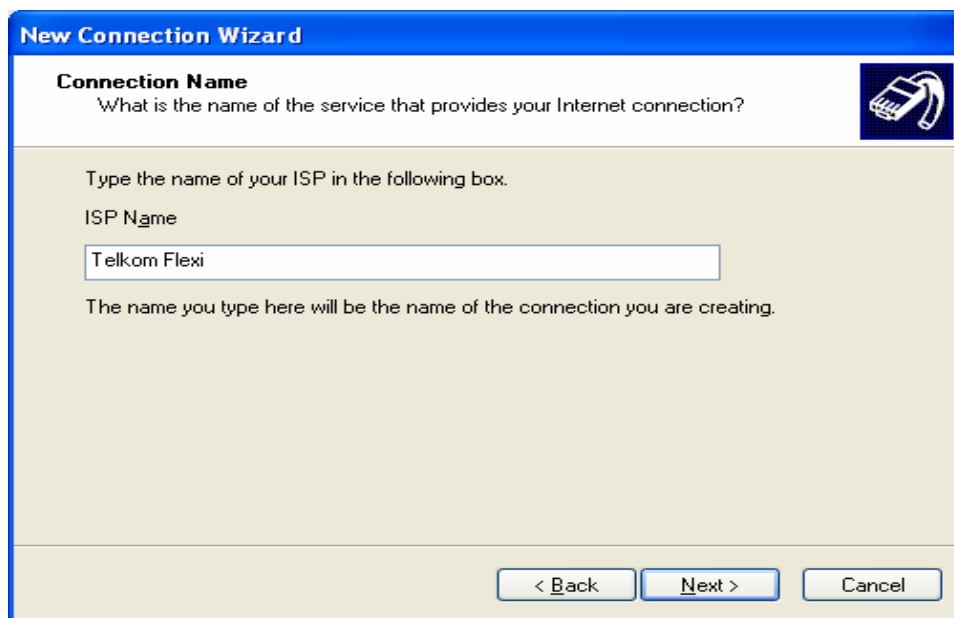 New Connection Wizard
Connection Name
What is the name of the service that provides your Internet connection?
Type the name of your ISP in the following box.
ISP Name
Telkom Flexi
The name you type here will be the name of the connection you are creating.
< Back Next > Cancel